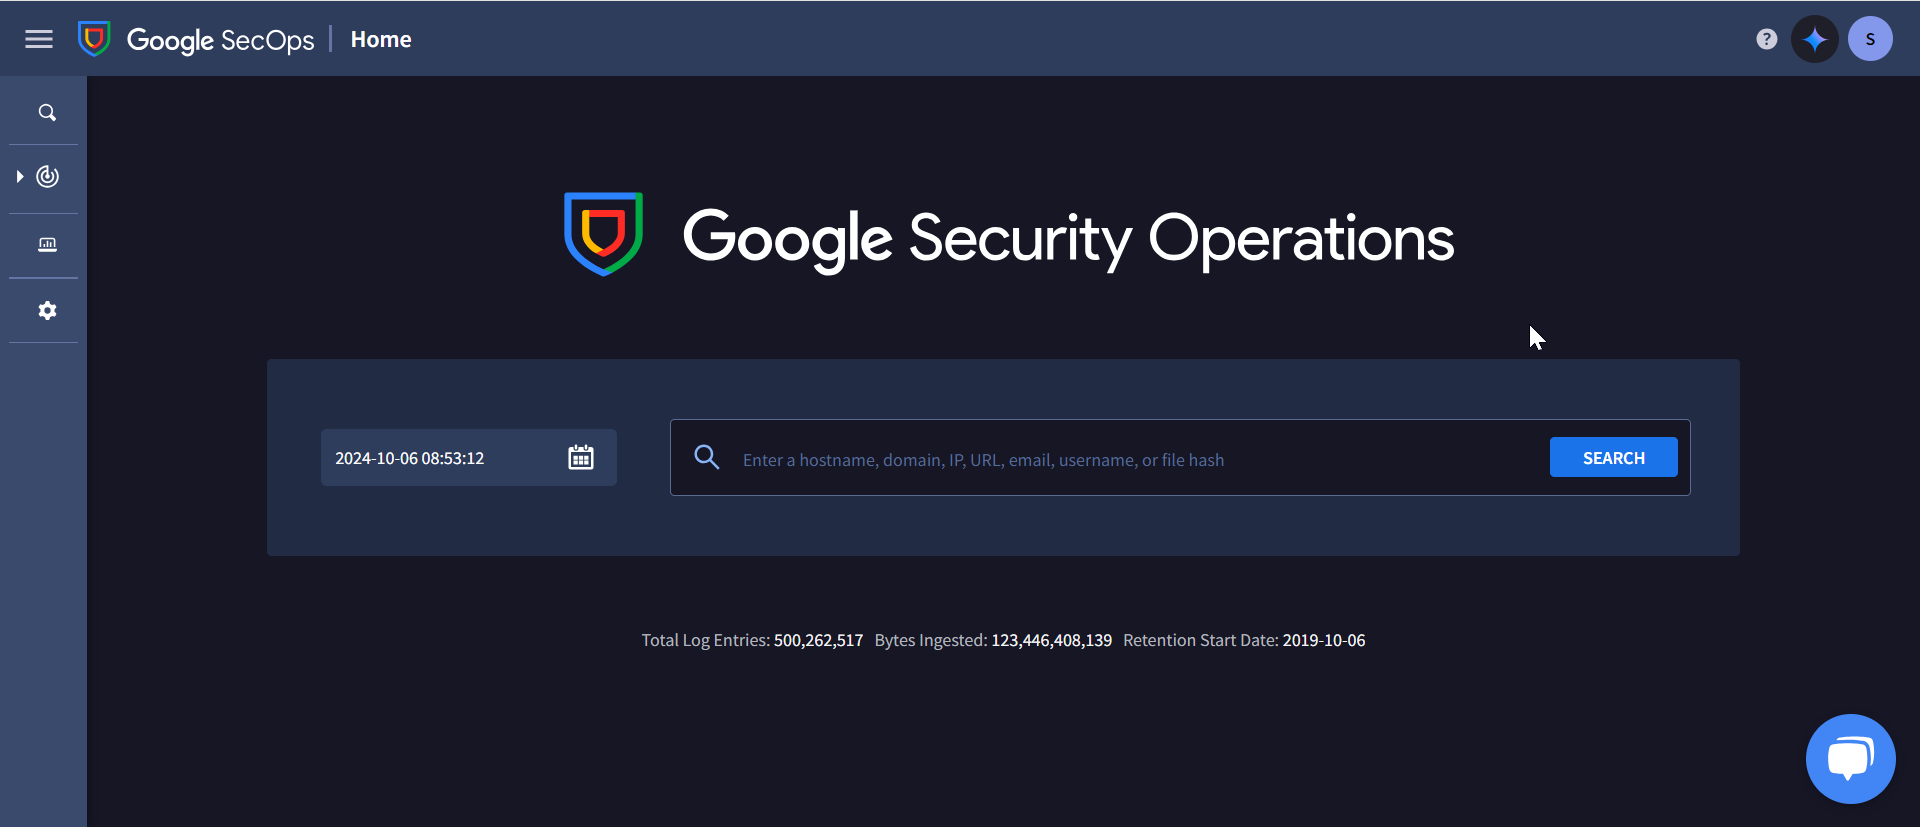 Google SecOps | Home
?
S
Google Security Operations
2024-10-06 08:53:12
Enter a hostname, domain, IP, URL, email, username, or file hash
SEARCH
Total Log Entries: 500,262,517 Bytes Ingested: 123,446,408,139 Retention Start Date: 2019-10-06